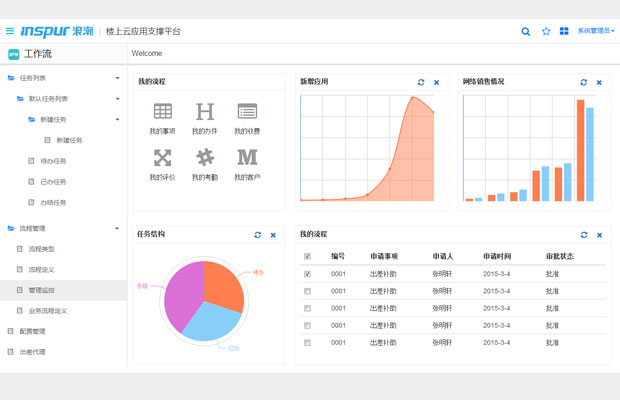 inspur 浪潮 | 楼上云应用支撑平台
系统管理员
BPM 工作流
Welcome
任务列表
默认任务列表
新建任务
新建任务
待办任务
已办任务
办结任务
流程管理
流程类型
流程定义
管理监控
业务流程定义
配置管理
出差代理
我的流程
我的事项 我的办件 我的收费
我的评价 我的考勤 我的客户
新增应用
网络销售情况
任务结构
办结
待办
已办
我的流程
编号 申请事项 申请人 申请时间 审批状态
0001 出差补助 张明轩 2015-3-4 批准
0001 出差补助 张明轩 2015-3-4 批准
0001 出差补助 张明轩 2015-3-4 批准
0001 出差补助 张明轩 2015-3-4 批准
0001 出差补助 张明轩 2015-3-4 批准